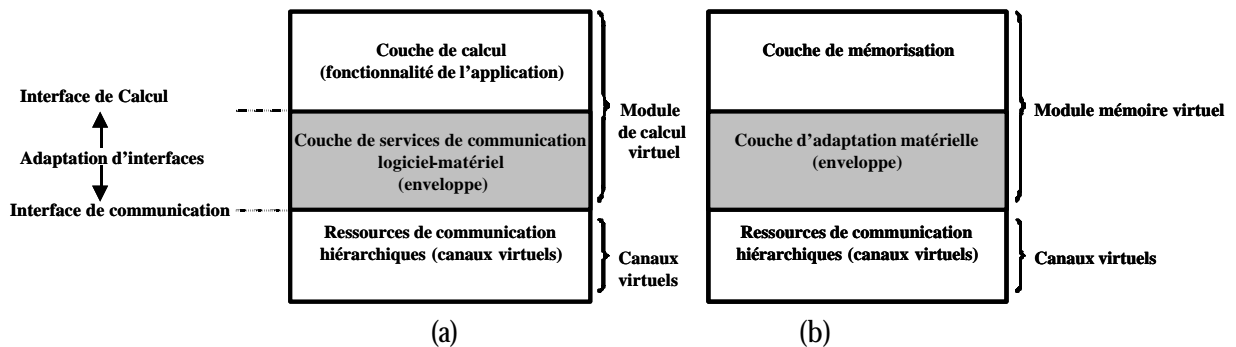 Interface de Calcul
Adaptation d'interfaces
Interface de communication
Couche de calcul
(fonctionnalité de l'application)
Couche de services de communication
logiciel-matériel
(enveloppe)
Ressources de communication
hiérarchiques (canaux virtuels)
Module
de calcul
virtuel
Canaux
virtuels
(a)
Couche de mémorisation
Couche d'adaptation matérielle
(enveloppe)
Ressources de communication
hiérarchiques (canaux virtuels)
Module mémoire virtuel
Canaux virtuels
(b)